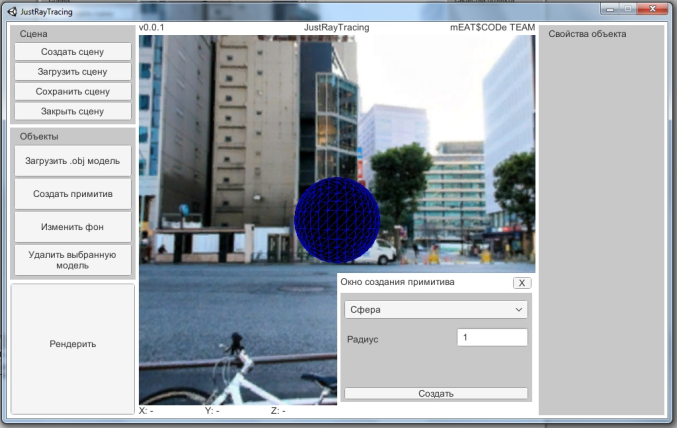 JustRayTracing
Сцена
Создать сцену
Загрузить сцену
Сохранить сцену
Закрыть сцену
Объекты
Загрузить .obj модель
Создать примитив
Изменить фон
Удалить выбранную
модель
Рендерить
v0.0.1 JustRayTracing mEAT$CODe TEAM
Окно создания примитива X
Сфера
Радиус 1
Создать
X: - Y: - Z: -
Свойства объекта